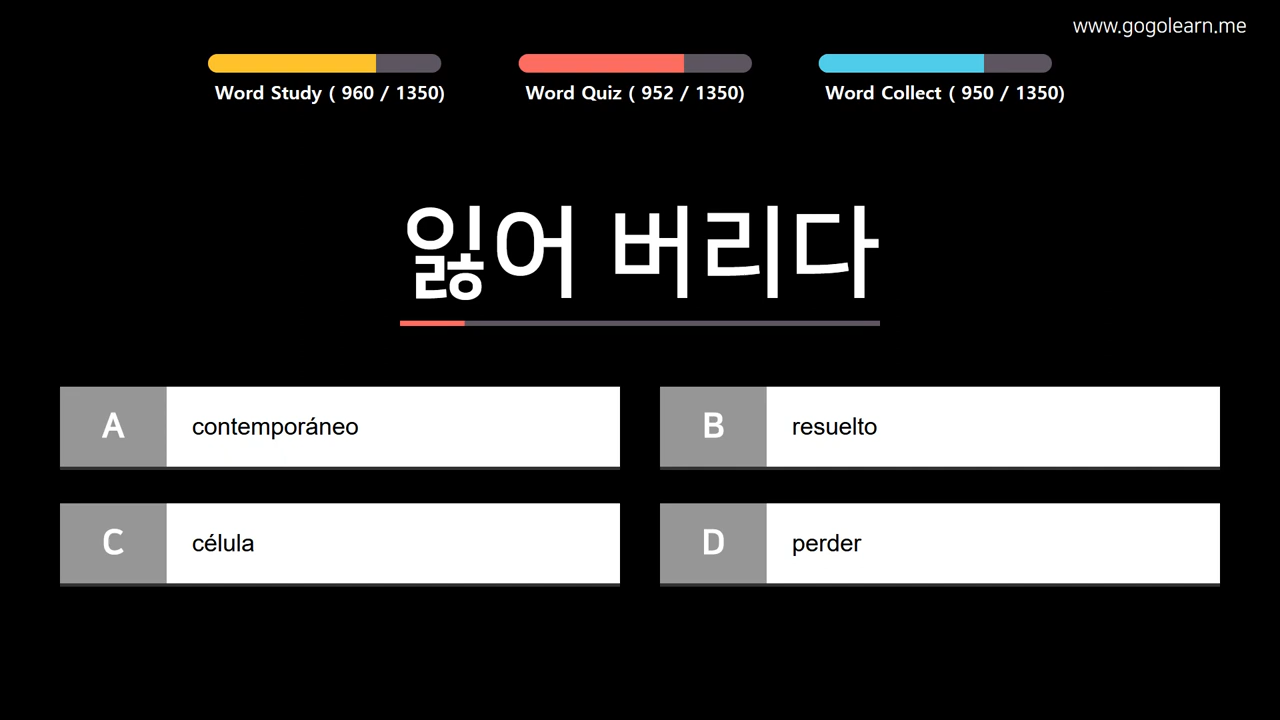 www.gogolearn.me
Word Study ( 960 / 1350)
Word Quiz ( 952 / 1350)
Word Collect ( 950 / 1350)
잃어 버리다
A
contemporáneo
B
resuelto
C
célula
D
perder